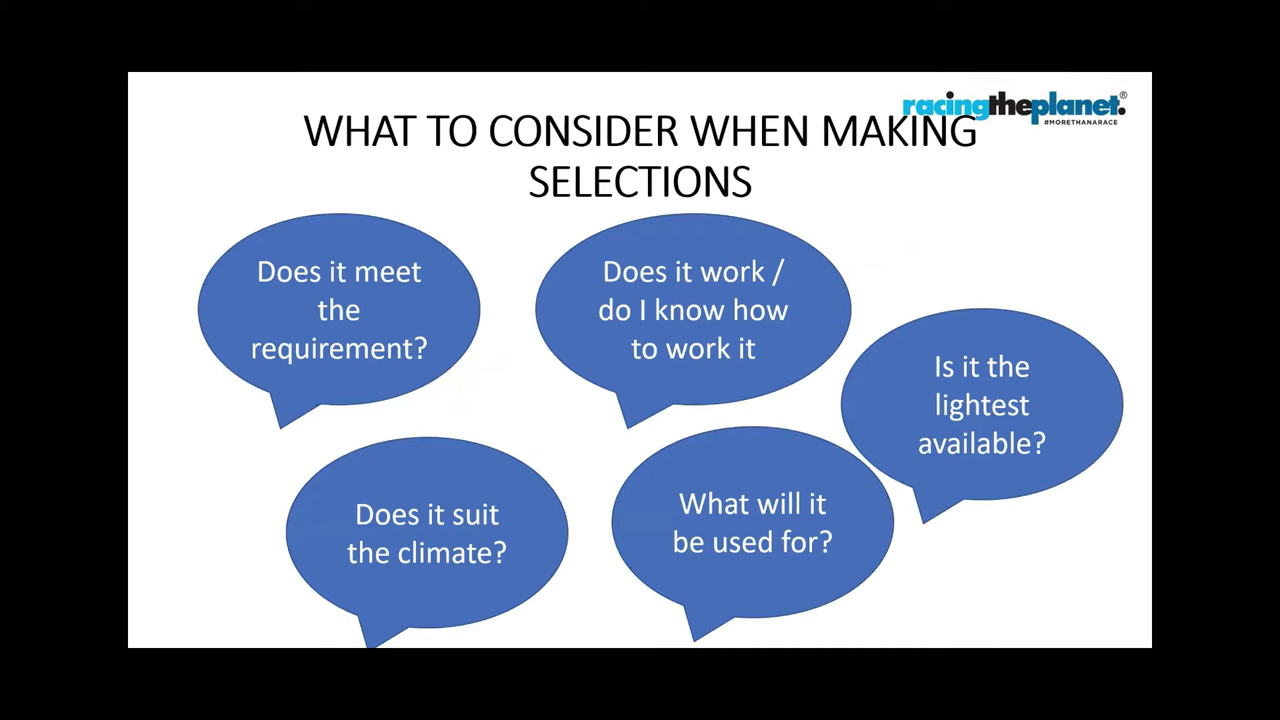 racingtheplanet.®
#MORETHANARACE
WHAT TO CONSIDER WHEN MAKING
SELECTIONS
Does it meet
the
requirement?
Does it work /
do I know how
to work it
Is it the
lightest
available?
Does it suit
the climate?
What will it
be used for?